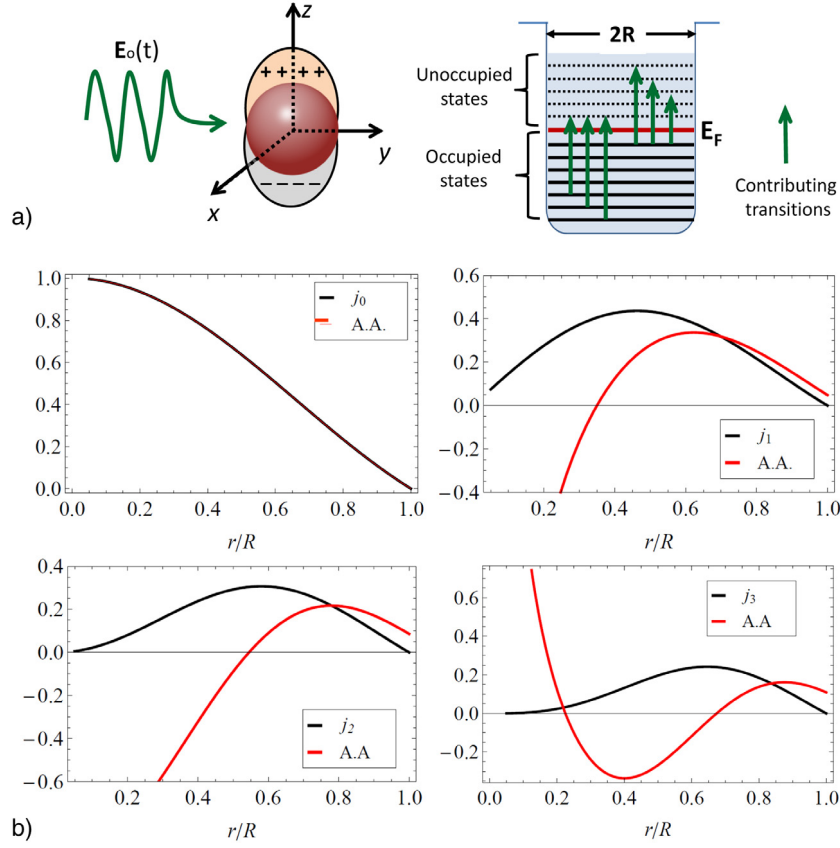 E₀(t)
z
+ + + +
y
x
a)
2R
Unoccupied
states
E_F
Occupied
states
Contributing
transitions
1.0
0.8
0.6
0.4
0.2
0.0
0.0 0.2 0.4 0.6 0.8 1.0
r/R
j₀
A.A.
0.6
0.4
0.2
0.0
−0.2
−0.4
0.2 0.4 0.6 0.8 1.0
r/R
j₁
A.A.
0.4
0.2
0.0
−0.2
−0.4
−0.6
0.2 0.4 0.6 0.8 1.0
r/R
j₂
A.A
0.6
0.4
0.2
0.0
−0.2
0.0 0.2 0.4 0.6 0.8 1.0
r/R
j₃
A.A
b)